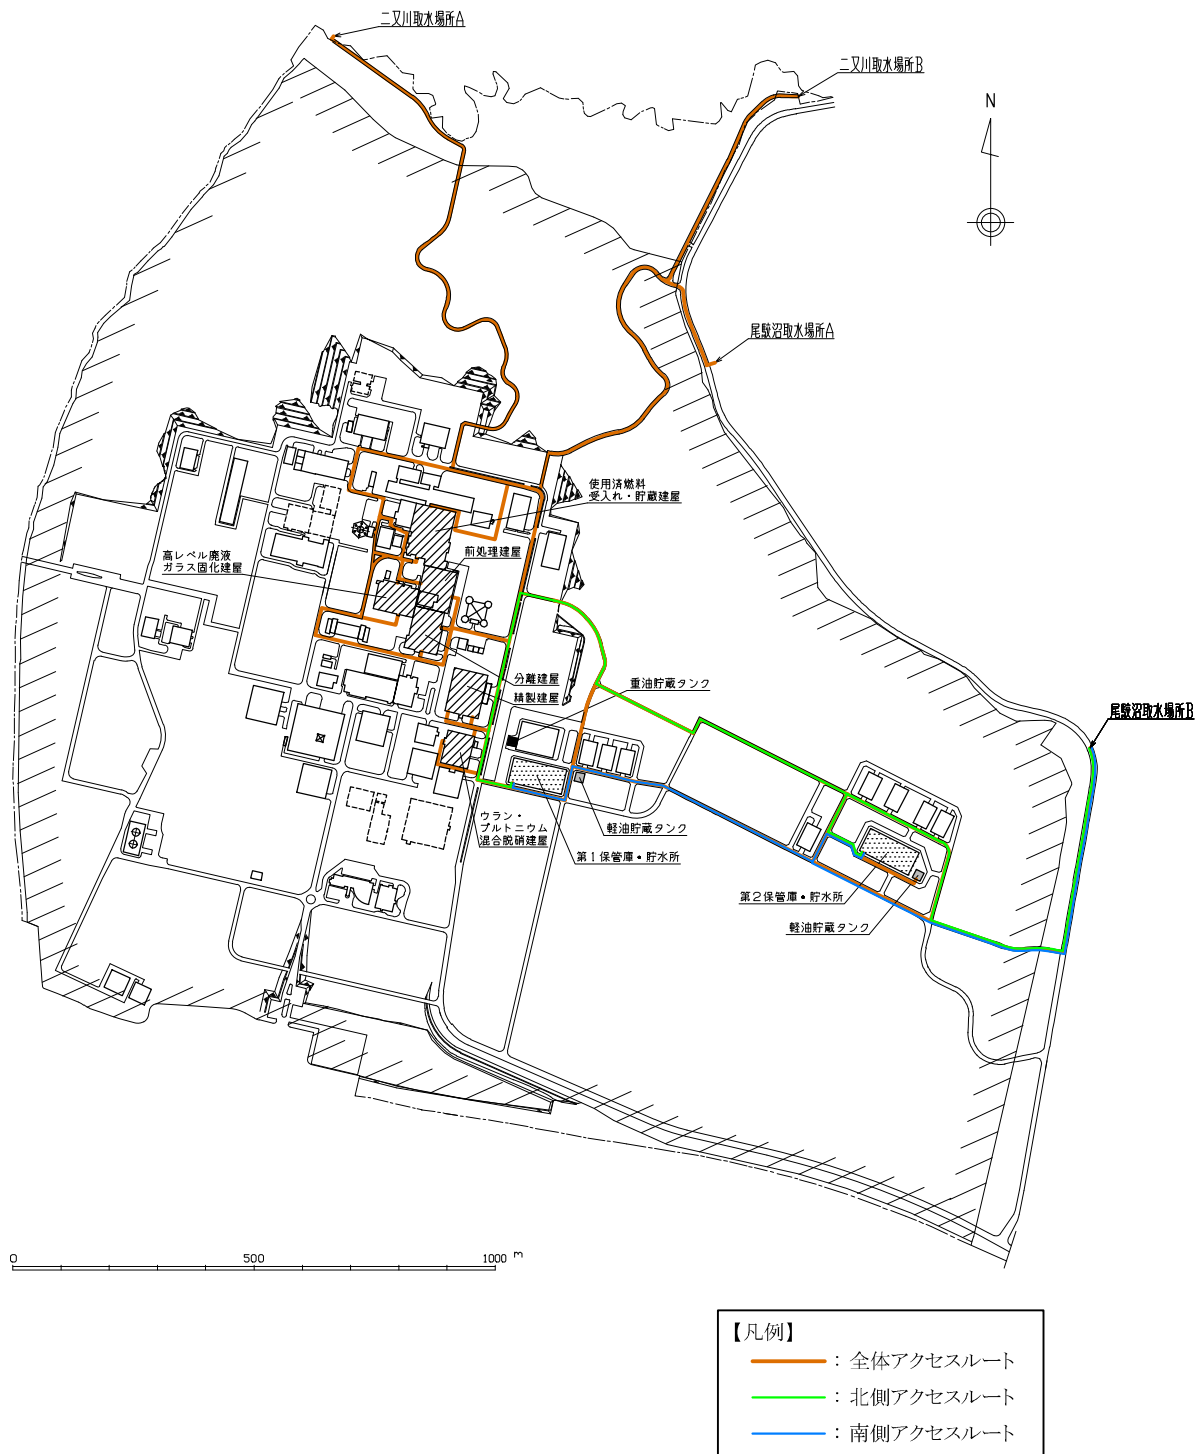 二又川取水場所A
二又川取水場所B
N
尾駮沼取水場所A
使用済燃料
受入れ・貯蔵建屋
高レベル廃液
ガラス固化建屋
前処理建屋
分離建屋
精製建屋
重油貯蔵タンク
尾駮沼取水場所B
ウラン・
プルトニウム
混合脱硝建屋
軽油貯蔵タンク
第1保管庫・貯水所
第2保管庫・貯水所
軽油貯蔵タンク
0 500 1000 m
【凡例】
：全体アクセスルート
：北側アクセスルート
：南側アクセスルート